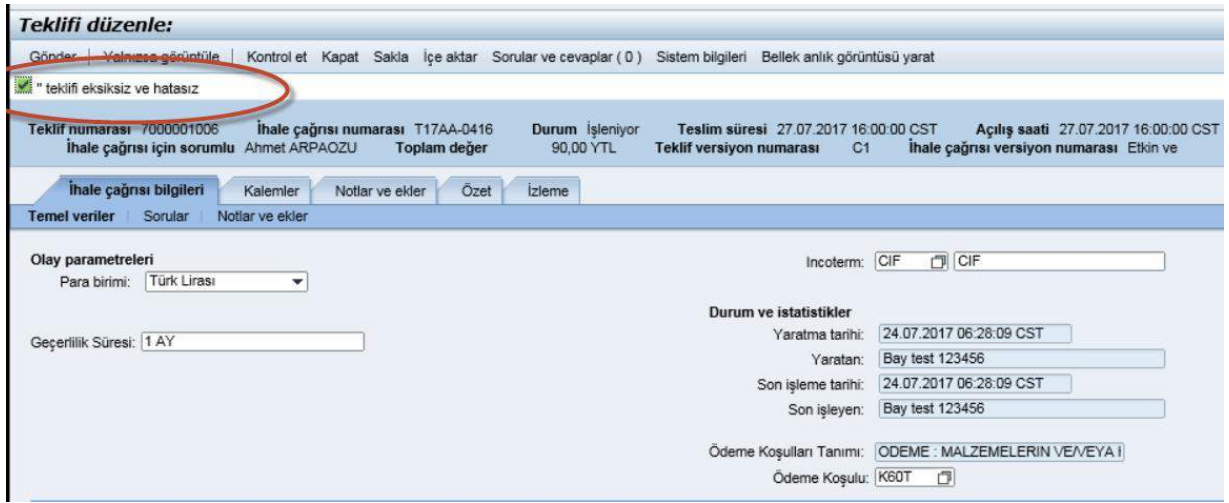 Teklifi düzenle:
Gönder Yalnızca görüntüle Kontrol et Kapat Sakla İçe aktar Sorular ve cevaplar ( 0 ) Sistem bilgileri Bellek anlık görüntüsü yarat
" teklifi eksiksiz ve hatasız
Teklif numarası 7000001006 İhale çağrısı numarası T17AA-0416 Durum İşleniyor Teslim süresi 27.07.2017 16:00:00 CST Açılış saati 27.07.2017 16:00:00 CST
İhale çağrısı için sorumlu Ahmet ARPAOZU Toplam değer 90,00 YTL Teklif versiyon numarası C1 İhale çağrısı versiyon numarası Etkin ve
İhale çağrısı bilgileri Kalemler Notlar ve ekler Özet İzleme
Temel veriler Sorular Notlar ve ekler
Olay parametreleri
Para birimi: Türk Lirası
Geçerlilik Süresi: 1 AY
Incoterm: CIF CIF
Durum ve istatistikler
Yaratma tarihi: 24.07.2017 06:28:09 CST
Yaratan: Bay test 123456
Son işleme tarihi: 24.07.2017 06:28:09 CST
Son işleyen: Bay test 123456
Ödeme Koşulları Tanımı: ODEME : MALZEMELERIN VE/VEYA
Ödeme Koşulu: K60T